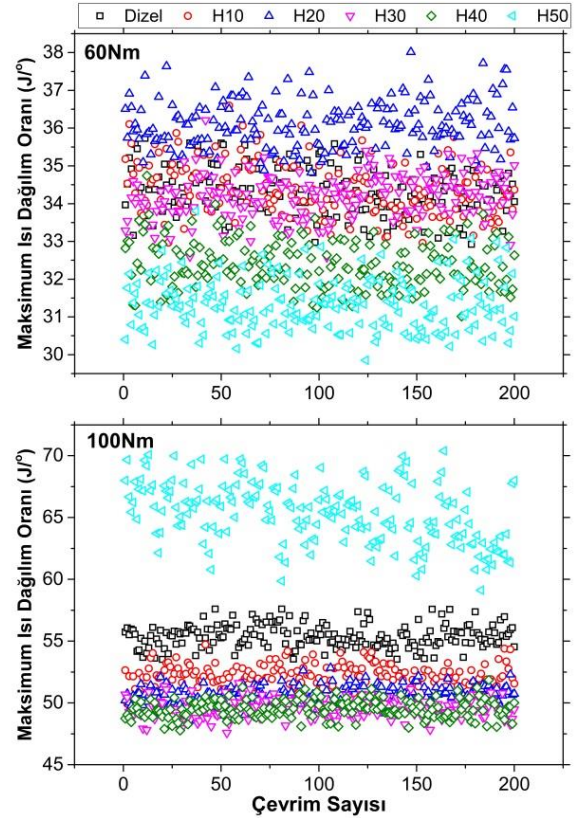 Dizel H10 H20 H30 H40 H50
60Nm
Maksimum Isı Dağılım Oranı (J/°)
38
37
36
35
34
33
32
31
30
0 50 100 150 200
100Nm
Maksimum Isı Dağılım Oranı (J/°)
70
65
60
55
50
45
0 50 100 150 200
Çevrim Sayısı